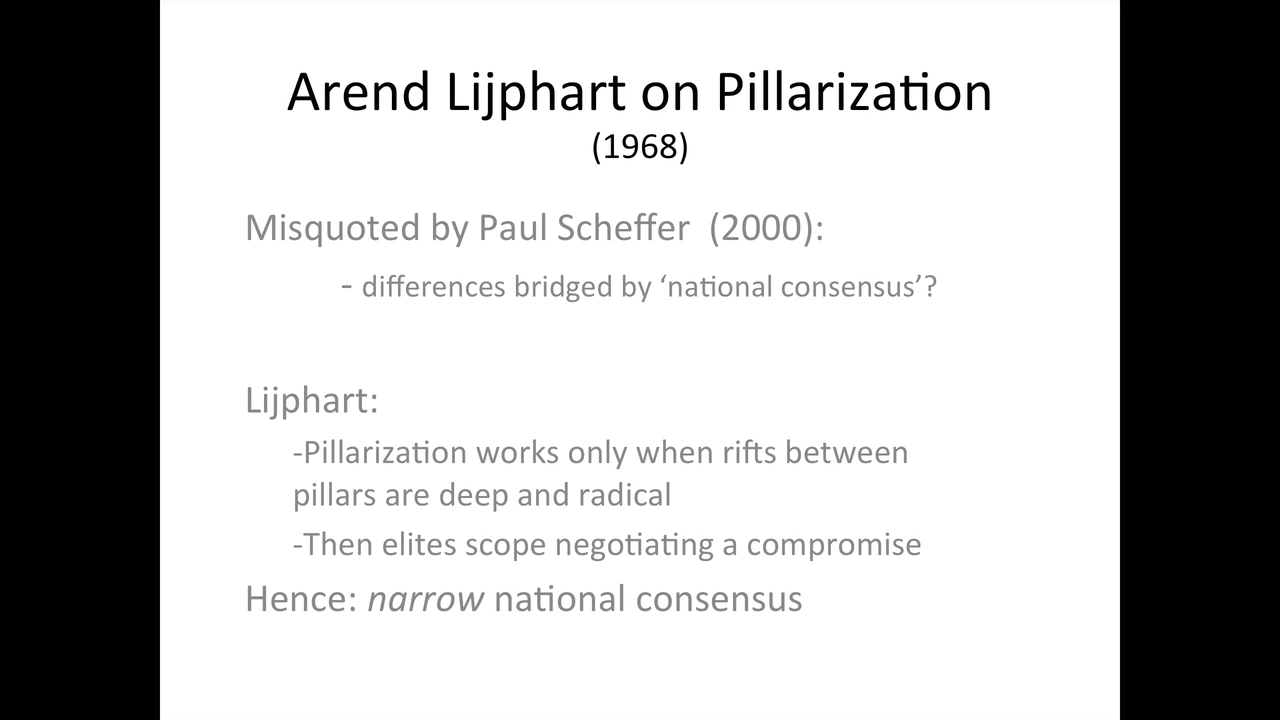 Arend Lijphart on Pillarization
(1968)
Misquoted by Paul Scheffer (2000):
- differences bridged by ‘national consensus’?
Lijphart:
-Pillarization works only when rifts between
pillars are deep and radical
-Then elites scope negotiating a compromise
Hence: narrow national consensus